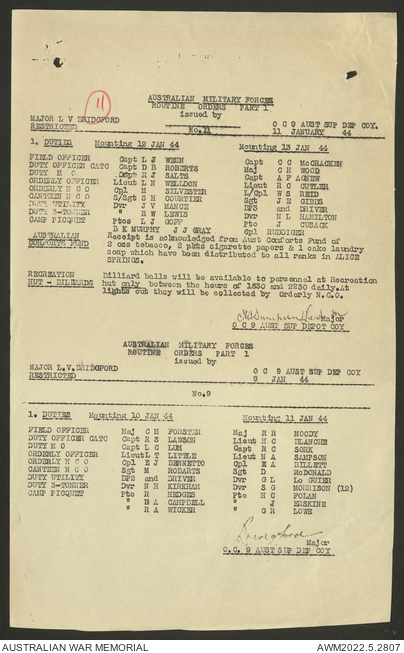 11
AUSTRALIAN MILITARY FORCES
ROUTINE ORDERS PART 1
issued by
MAJOR L V BRIDGFORD O C 9 AUST SUP DEP COY.
RESTRICTED No.11 11 JANUARY 44
1. DUTIES Mounting 12 JAN 44 Mounting 13 JAN 44
FIELD OFFICER Capt L J WEEN Capt C C McCRACKEN
DUTY OFFICER CATC Capt D B ROBERTS Maj C H WOOD
DUTY M O Capt R J SALTS Capt A F AGNEW
ORDERLY OFFICER Lieut L N WELLDON Lieut R C CUTLER
ORDERLY N C O Cpl M SILVESTER L/Cpl W S REID
CANTEEN N C O S/Sgt S H COURTIER Sgt J E GIBBS
DUTY UTILITY Dvr J V MANCE DP3 and DRIVER
DUTY 3-TONNER " R W LEWIS Dvr N L HAMILTON
CAMP PICQUET Ptes L J GOPP Pte J CUSACK
D K MURPHY J J GRAY Cpl RUDDIGER
AUSTRALIAN Receipt is acknowledged from Aust Comforts Fund of
COMFORTS FUND 2 ozs tobacco, 2 pkts cigarette papers & 1 cake laundry
soap which have been distributed to all ranks in ALICE
SPRINGS.
RECREATION Billiard balls will be available to personnel at Recreation
HUT - BILLIARDS hut only between the hours of 1630 and 2230 daily. At
lights out they will be collected by Orderly N.C.O.
Major
O C 9 AUST SUP DEPOT COY
AUSTRALIAN MILITARY FORCES
ROUTINE ORDERS PART 1
issued by
MAJOR L.V. BRIDGFORD O C 9 AUST SUP DEP COY
RESTRICTED 9 JAN 44
No.9
1. DUTIES Mounting 10 JAN 44 Mounting 11 JAN 44
FIELD OFFICER Maj C M FORSTER Maj R H MOODY
DUTY OFFICER CATC Capt R S LAWSON Lieut H C BLANCHE
DUTY M O Capt L C LUM Capt R C SORK
ORDERLY OFFICER Lieut L T LITTLE Lieut N A SAMPSON
ORDERLY N C O Cpl E J BENNETTO Cpl E A BILLETT
CANTEEN N C O Sgt M ROBARTS Sgt D McDONALD
DUTY UTILITY DP2 and DRIVER Dvr G L Le GUIER
DUTY 3-TONNER Dvr N H KIRKHAM Dvr S G MORRISON (12)
CAMP PICQUET Pte R HEDGES Pte H C FOLAN
" N A CAMPBELL " J ERSKINE
" R A WICKER " G R LOWE
Bridgford
Major
O.C. 9 AUST SUP DEP COY
AUSTRALIAN WAR MEMORIAL AWM2022.5.2807